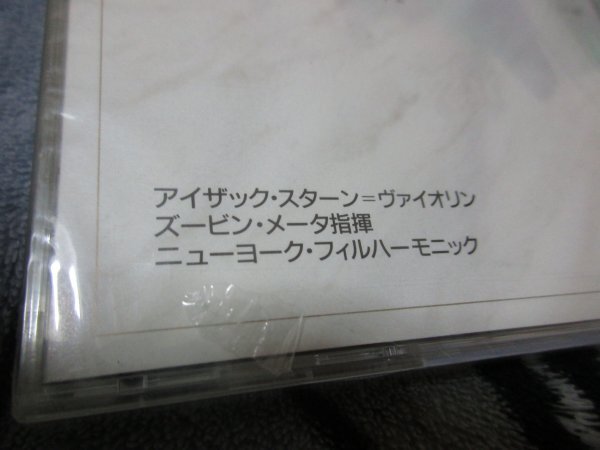 アイザック・スターン＝ヴァイオリン
ズービン・メータ指揮
ニューヨーク・フィルハーモニック